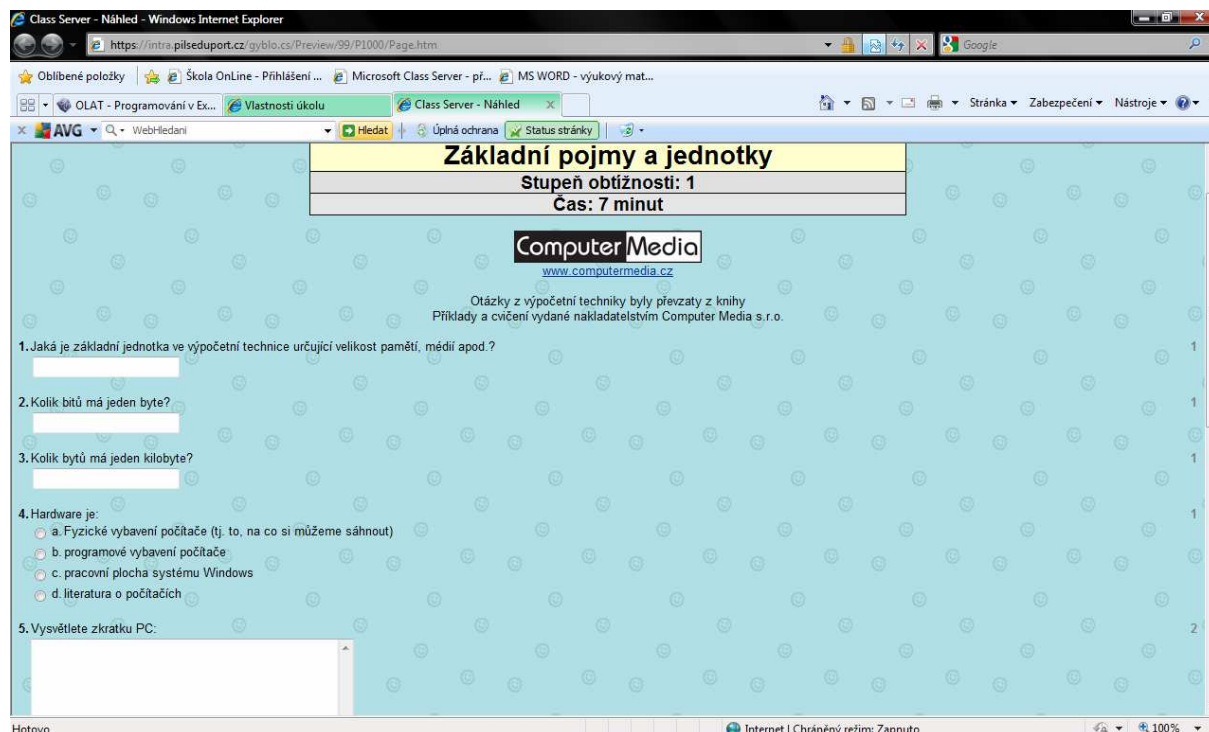 Class Server - Náhled - Windows Internet Explorer
https://intra.pilseduport.cz/gyblo.cs/Preview/99/P1000/Page.htm
Google
Oblíbené položky
Škola OnLine - Přihlášení ...
Microsoft Class Server - př...
MS WORD - výukový mat...
OLAT - Programování v Ex...
Vlastnosti úkolu
Class Server - Náhled
Stránka
Zabezpečení
Nástroje
AVG
WebHledani
Hledat
Úplná ochrana
Status stránky
Základní pojmy a jednotky
Stupeň obtížnosti: 1
Čas: 7 minut
Computer Media
www.computermedia.cz
Otázky z výpočetní techniky byly převzaty z knihy
Příklady a cvičení vydané nakladatelstvím Computer Media s.r.o.
1. Jaká je základní jednotka ve výpočetní technice určující velikost pamětí, médií apod.? 1
2. Kolik bitů má jeden byte? 1
3. Kolik bytů má jeden kilobyte? 1
4. Hardware je: 1
a. Fyzické vybavení počítače (tj. to, na co si můžeme sáhnout)
b. programové vybavení počítače
c. pracovní plocha systému Windows
d. literatura o počítačích
5. Vysvětlete zkratku PC: 2
Hotovo
Internet | Chráněný režim: Zapnuto
100%